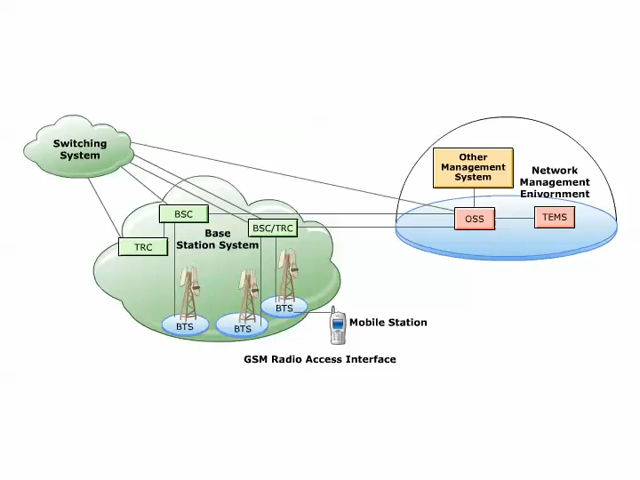 Switching
System
Other
Management
System
Network
Management
Enivornment
BSC
OSS
TEMS
BSC/TRC
Base
Station System
TRC
BTS
BTS
BTS
Mobile Station
GSM Radio Access Interface